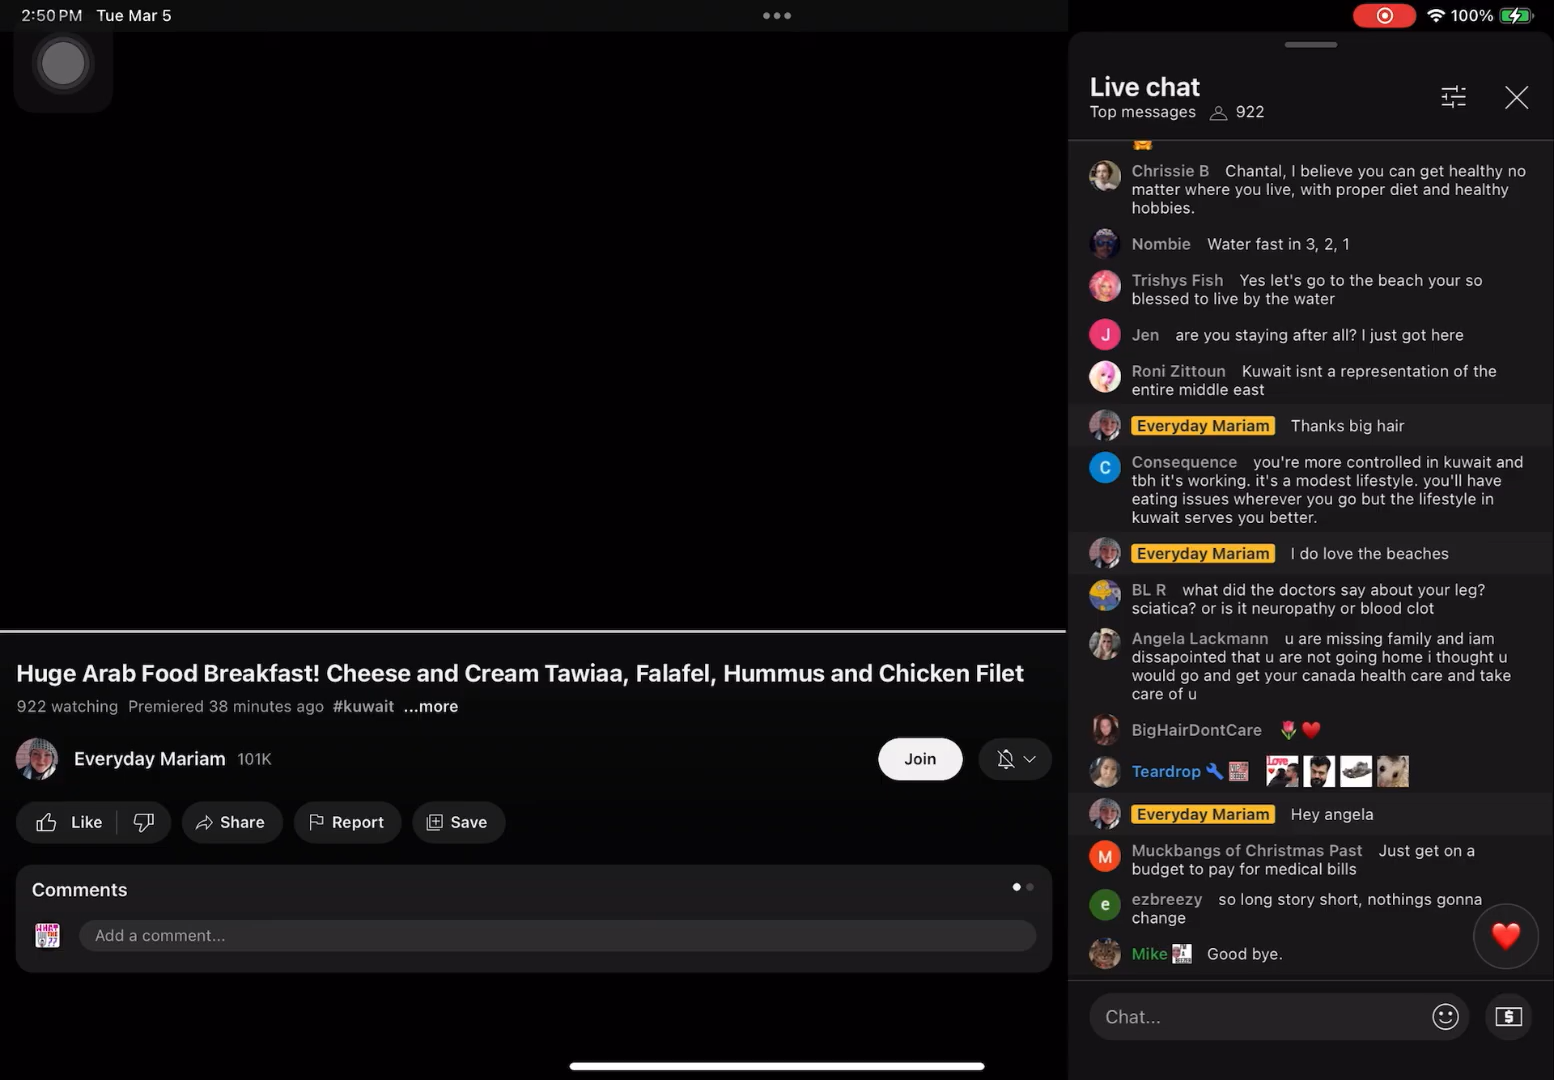 2:50 PM Tue Mar 5
100%
Live chat
Top messages 922
Chrissie B Chantal, I believe you can get healthy no
matter where you live, with proper diet and healthy
hobbies.
Nombie Water fast in 3, 2, 1
Trishys Fish Yes let's go to the beach your so
blessed to live by the water
J Jen are you staying after all? I just got here
Roni Zittoun Kuwait isnt a representation of the
entire middle east
Everyday Mariam Thanks big hair
C Consequence you're more controlled in kuwait and
tbh it's working. it's a modest lifestyle. you'll have
eating issues wherever you go but the lifestyle in
kuwait serves you better.
Everyday Mariam I do love the beaches
BL R what did the doctors say about your leg?
sciatica? or is it neuropathy or blood clot
Angela Lackmann u are missing family and iam
dissapointed that u are not going home i thought u
would go and get your canada health care and take
care of u
BigHairDontCare
Teardrop
Everyday Mariam Hey angela
M Muckbangs of Christmas Past Just get on a
budget to pay for medical bills
e ezbreezy so long story short, nothings gonna
change
Mike Good bye.
Chat...
$
Huge Arab Food Breakfast! Cheese and Cream Tawiaa, Falafel, Hummus and Chicken Filet
922 watching Premiered 38 minutes ago #kuwait ...more
Everyday Mariam 101K
Join
Like
Share
Report
Save
Comments
Add a comment...